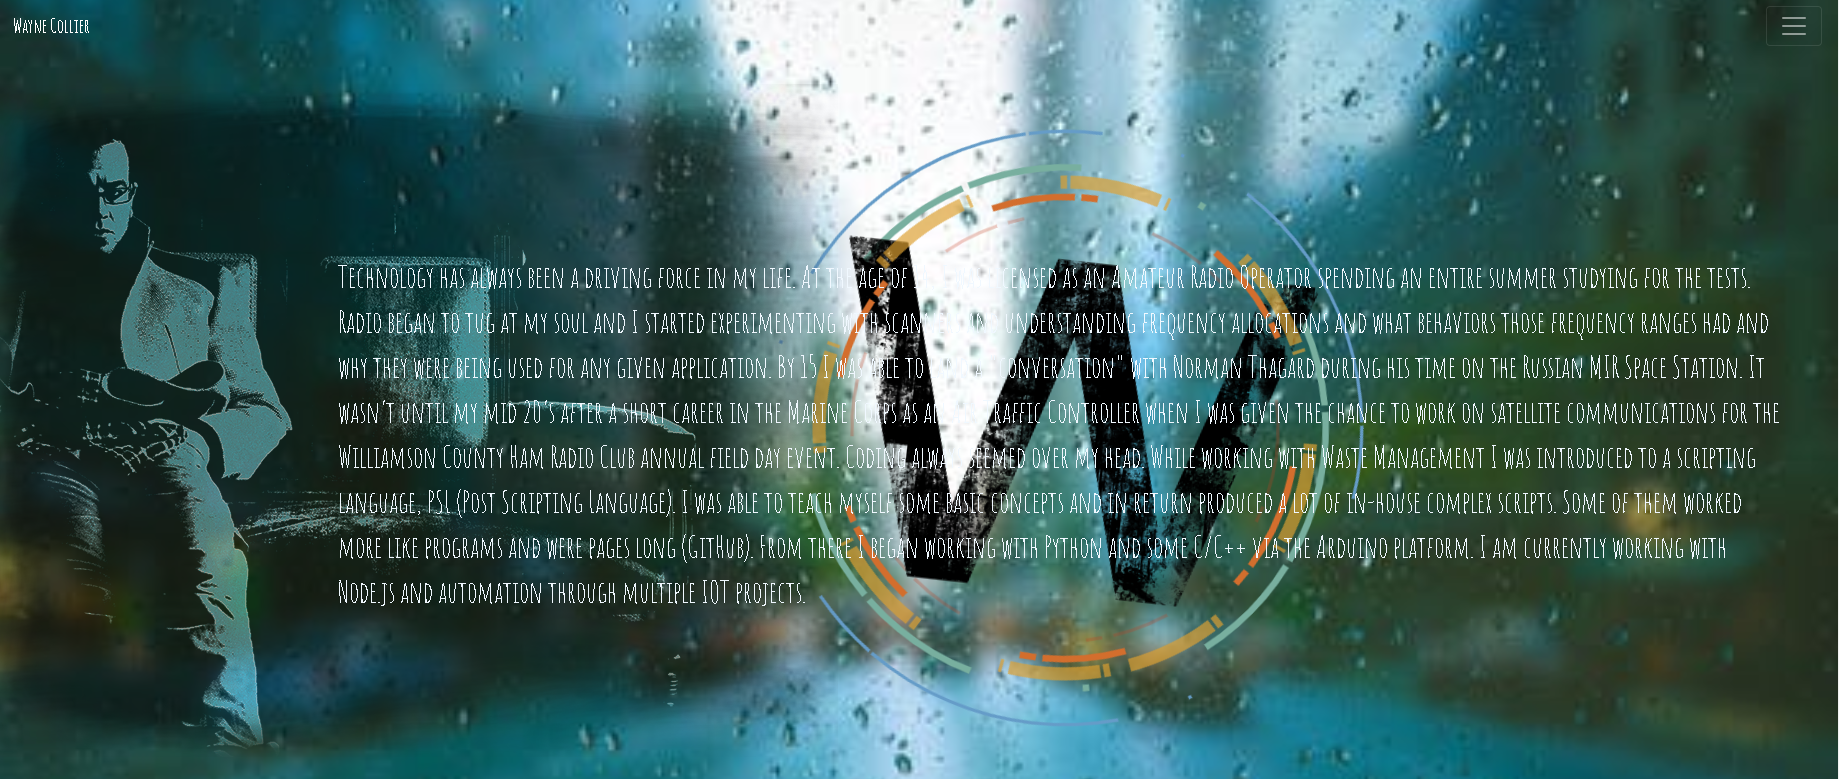 Wayne Collier
Technology has always been a driving force in my life. At the age of licensed as an Amateur Radio Operator spending an entire summer studying for the tests.
Radio began to tug at my soul and I started experimenting with understanding frequency allocations and what behaviors those frequency ranges had and
why they were being used for any given application. By 15 I was able to conversation" with Norman Thagard during his time on the Russian MIR Space Station. It
wasn't until my mid 20's after a short career in the Marine Corps as an Traffic Controller when I was given the chance to work on satellite communications for the
Williamson County Ham Radio Club annual field day event. Coding always seemed over my head. While working with Waste Management I was introduced to a scripting
language, PSL (Post Scripting Language). I was able to teach myself some basic concepts and in return produced a lot of in-house complex scripts. Some of them worked
more like programs and were pages long (GitHub). From there I began working with Python and some C/C++ via the Arduino platform. I am currently working with
Node.js and automation through multiple IOT projects.
W